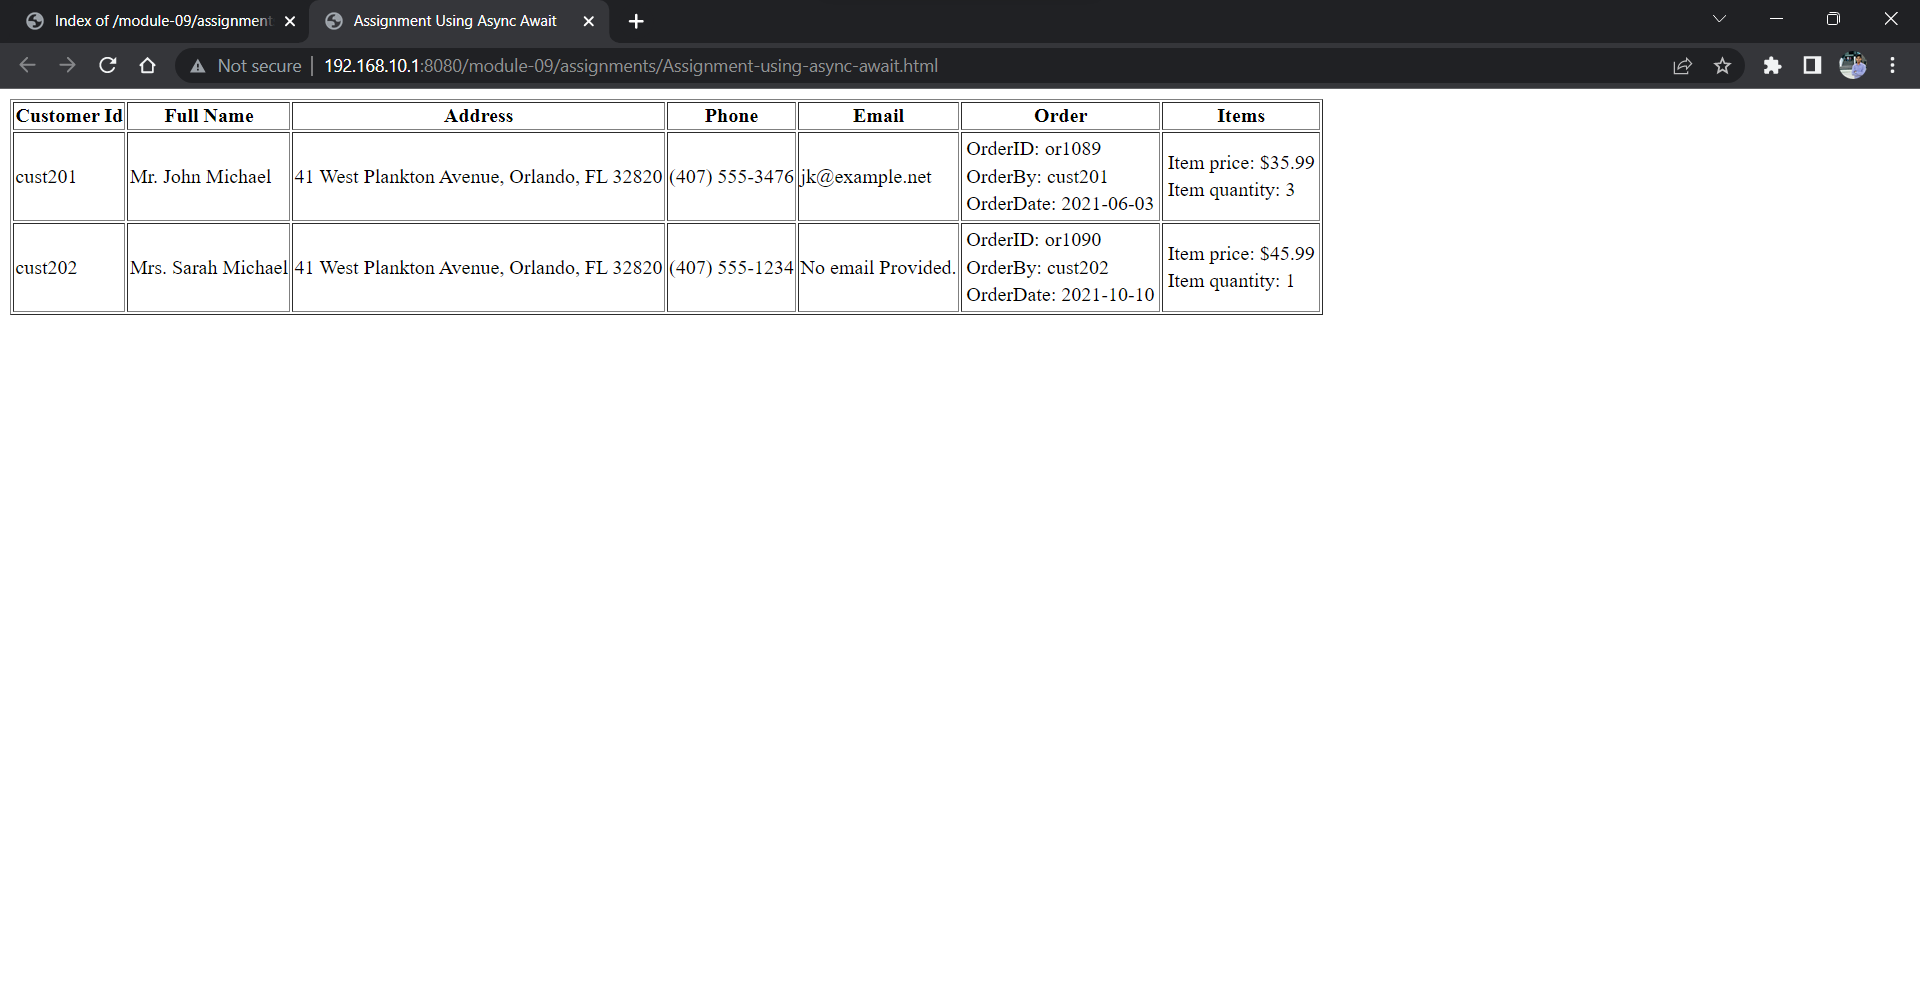 Index of /module-09/assignment
Assignment Using Async Await
Not secure
192.168.10.1:8080/module-09/assignments/Assignment-using-async-await.html
Customer Id Full Name Address Phone Email Order Items
cust201 Mr. John Michael 41 West Plankton Avenue, Orlando, FL 32820 (407) 555-3476 jk@example.net
OrderID: or1089
OrderBy: cust201
OrderDate: 2021-06-03
Item price: $35.99
Item quantity: 3
cust202 Mrs. Sarah Michael 41 West Plankton Avenue, Orlando, FL 32820 (407) 555-1234 No email Provided.
OrderID: or1090
OrderBy: cust202
OrderDate: 2021-10-10
Item price: $45.99
Item quantity: 1